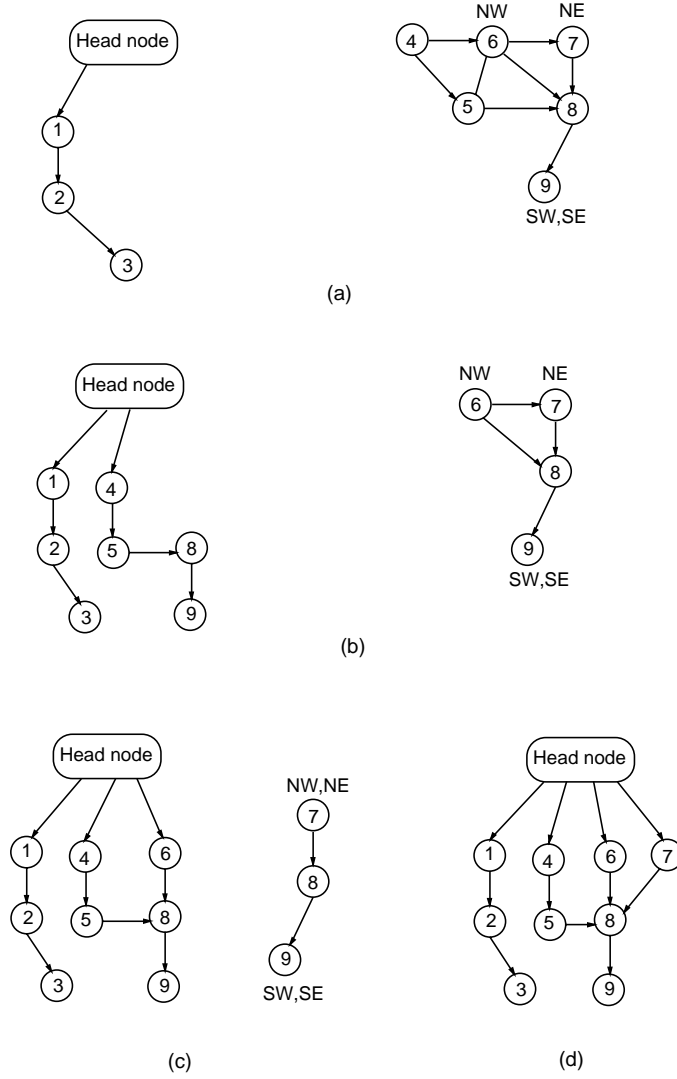 Head node
NW NE
4 6 7
1
5 8
2
9
SW,SE
3
(a)
Head node
NW NE
6 7
1 4
8
2 5 8
9
SW,SE
3 9
(b)
Head node
Head node
NW,NE
7
1 4 6
1 4 6 7
8
2 5 8
2 5 8
9
3 9
3 9
SW,SE
(c) (d)